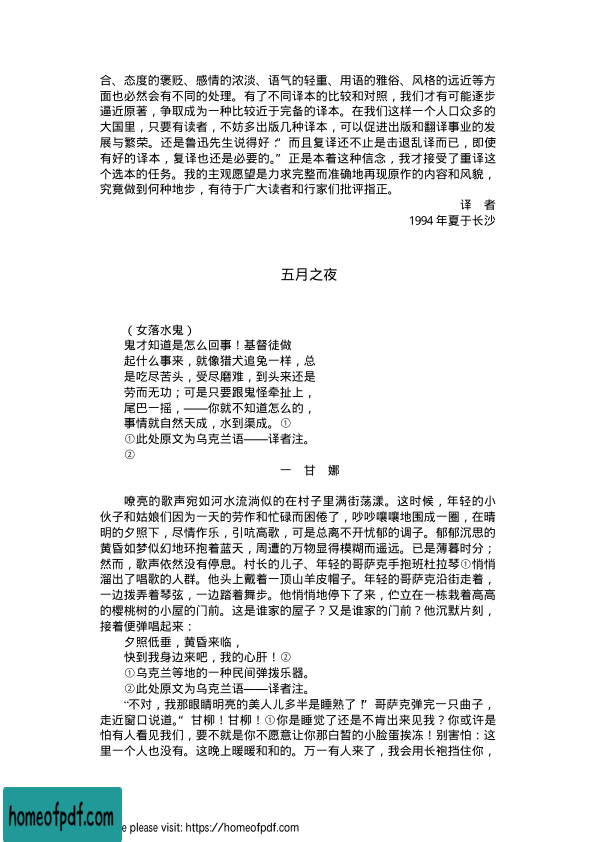 合、态度的褒贬、感情的浓淡、语气的轻重、用语的雅俗、风格的远近等方
面也必然会有不同的处理。有了不同译本的比较和对照，我们才有可能逐步
逼近原著，争取成为一种比较近于完备的译本。在我们这样一个人口众多的
大国里，只要有读者，不妨多出版几种译本，可以促进出版和翻译事业的发
展与繁荣。还是鲁迅先生说得好：“而且复译还不止是击退乱译而已，即使
有好的译本，复译也还是必要的。”正是本着这种信念，我才接受了重译这
个选本的任务。我的主观愿望是力求完整而准确地再现原作的内容和风貌，
究竟做到何种地步，有待于广大读者和行家们批评指正。
译　者
1994 年夏于长沙
五月之夜
（女落水鬼）
鬼才知道是怎么回事！基督徒做
起什么事来，就像猎犬追兔一样，总
是吃尽苦头，受尽磨难，到头来还是
劳而无功；可是只要跟鬼怪牵扯上，
尾巴一摇，——你就不知道怎么的，
事情就自然天成，水到渠成。①
①此处原文为乌克兰语——译者注。
②
一　甘　娜
嘹亮的歌声宛如河水流淌似的在村子里满街荡漾。这时候，年轻的小
伙子和姑娘们因为一天的劳作和忙碌而困倦了，吵吵嚷嚷地围成一圈，在晴
明的夕照下，尽情作乐，引吭高歌，可是总离不开忧郁的调子。郁郁沉思的
黄昏如梦似幻地环抱着蓝天，周遭的万物显得模糊而遥远。已是薄暮时分；
然而，歌声依然没有停息。村长的儿子、年轻的哥萨克手抱班杜拉琴①悄悄
溜出了唱歌的人群。他头上戴着一顶山羊皮帽子。年轻的哥萨克沿街走着，
一边拨弄着琴弦，一边踏着舞步。他悄悄地停下了来，伫立在一栋栽着高高
的樱桃树的小屋的门前。这是谁家的屋子？又是谁家的门前？他沉默片刻，
接着便弹唱起来：
夕照低垂，黄昏来临，
快到我身边来吧，我的心肝！②
①乌克兰等地的一种民间弹拨乐器。
②此处原文为乌克兰语——译者注。
“不对，我那眼睛明亮的美人儿多半是睡熟了！”哥萨克弹完一只曲子，
走近窗口说道。“甘柳！甘柳！①你是睡觉了还是不肯出来见我？你或许是
怕有人看见我们，要不就是你不愿意让你那白皙的小脸蛋挨冻！别害怕：这
里一个人也没有。这晚上暖暖和和的。万一有人来了，我会用长袍挡住你，
homeofpdf.com
e please visit: https://homeofpdf.com